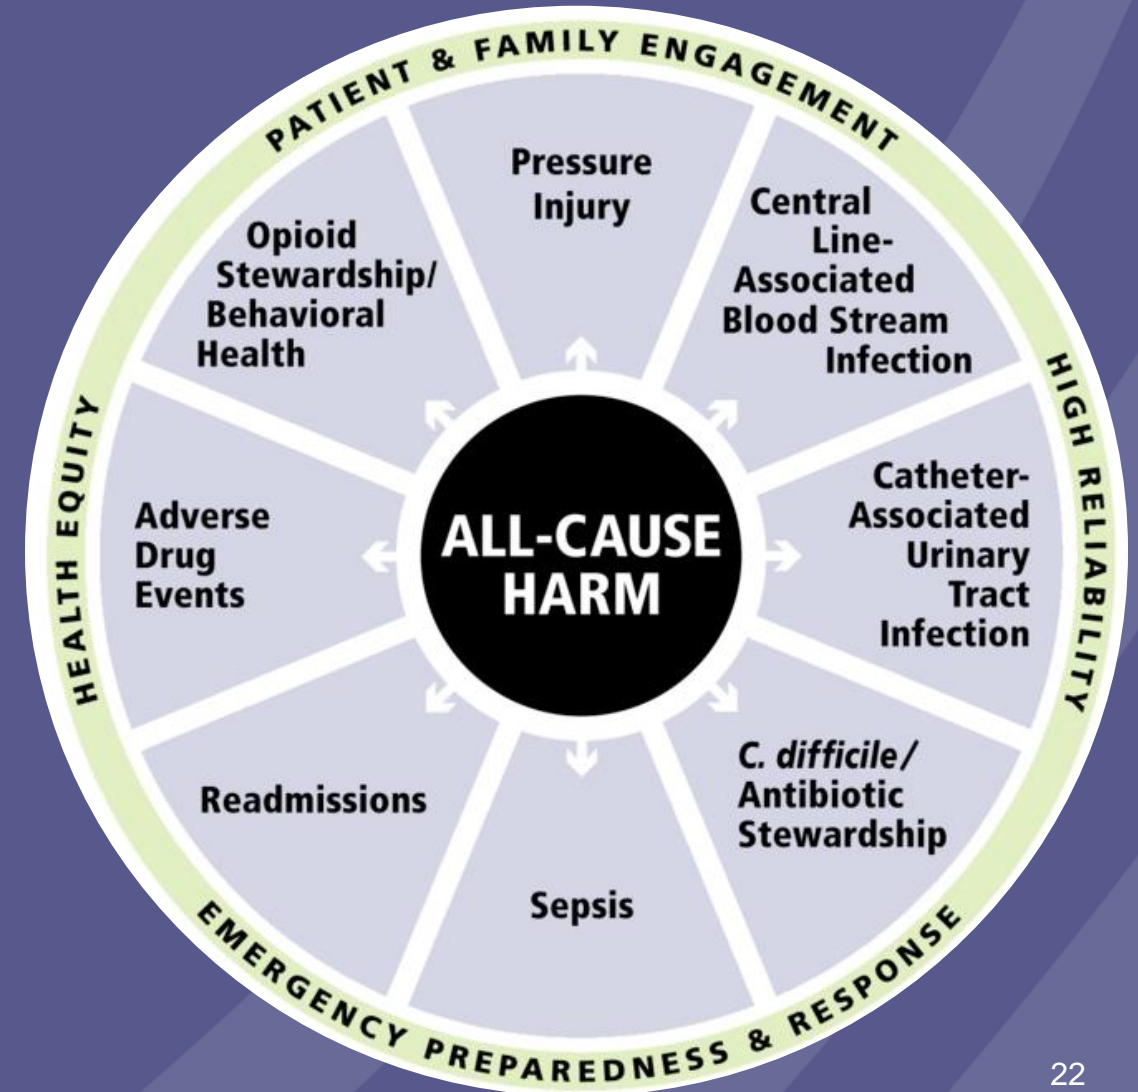 PATIENT & FAMILY ENGAGEMENT
Pressure
Injury
Central
Line-
Associated
Blood Stream
Infection
HIGH RELIABILITY
Catheter-
Associated
Urinary
Tract
Infection
C. difficile/
Antibiotic
Stewardship
Sepsis
EMERGENCY PREPAREDNESS & RESPONSE
Readmissions
Adverse
Drug
Events
HEALTH EQUITY
Opioid
Stewardship/
Behavioral
Health
ALL-CAUSE
HARM
22